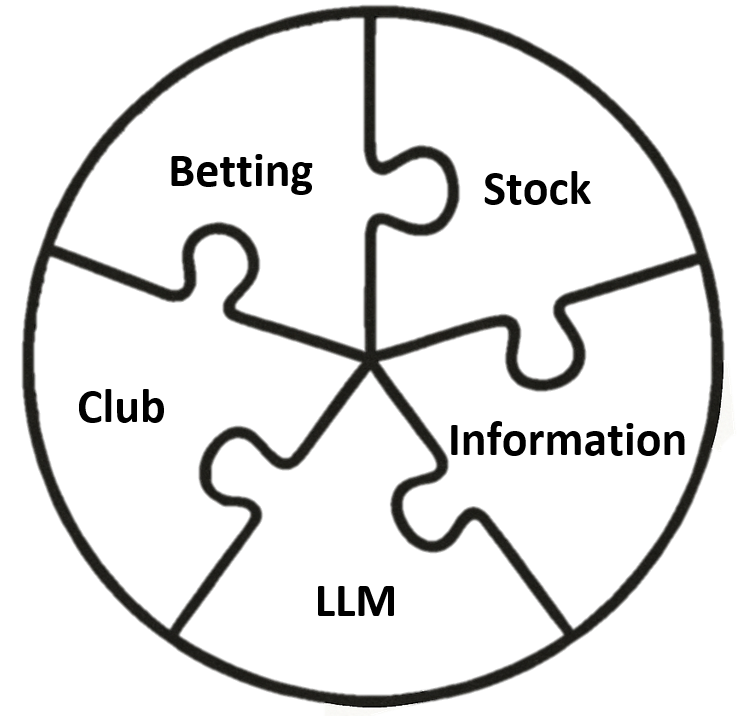 Betting
Stock
Club
Information
LLM